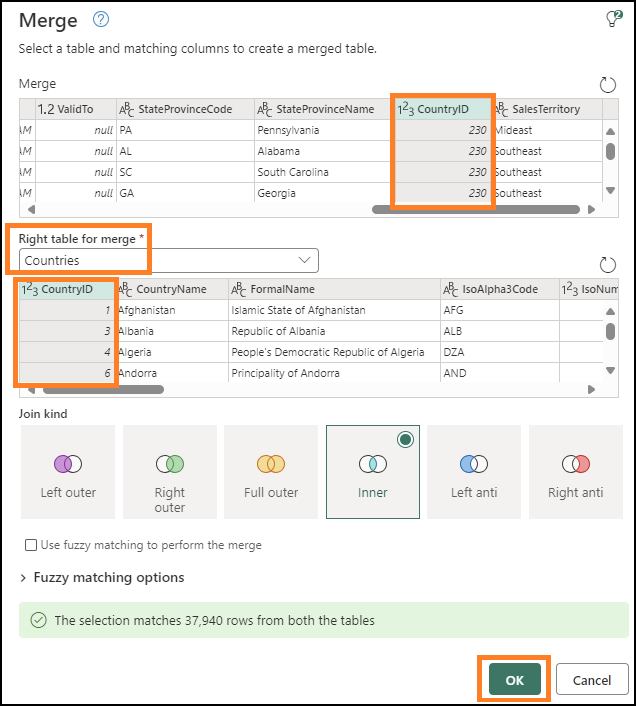 Merge ?
2
Select a table and matching columns to create a merged table.
Merge
1.2 ValidTo ABC StateProvinceCode ABC StateProvinceName 123 CountryID ABC SalesTerritory
AM null PA Pennsylvania 230 Mideast
AM null AL Alabama 230 Southeast
AM null SC South Carolina 230 Southeast
AM null GA Georgia 230 Southeast
Right table for merge *
Countries
123 CountryID ABC CountryName ABC FormalName ABC IsoAlpha3Code 123 IsoNum
1 Afghanistan Islamic State of Afghanistan AFG
3 Albania Republic of Albania ALB
4 Algeria People's Democratic Republic of Algeria DZA
6 Andorra Principality of Andorra AND
Join kind
Left outer Right outer Full outer Inner Left anti Right anti
Use fuzzy matching to perform the merge
Fuzzy matching options
The selection matches 37,940 rows from both the tables
OK Cancel